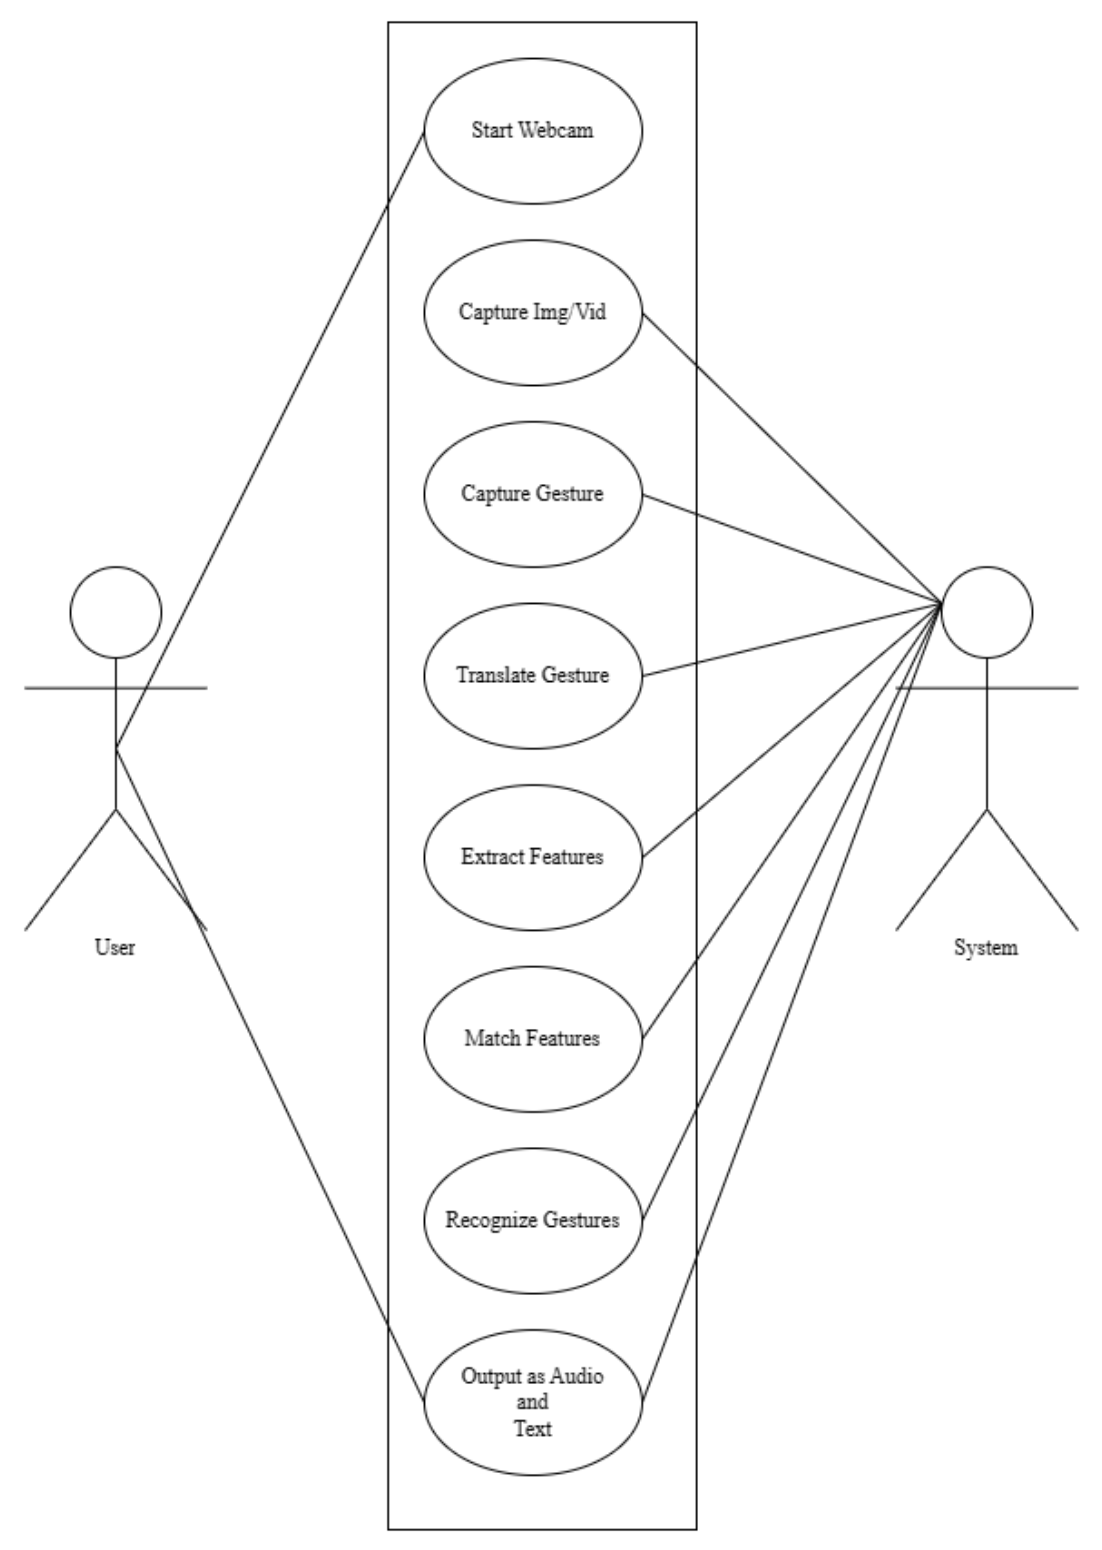 Start Webcam
Capture Img/Vid
Capture Gesture
Translate Gesture
Extract Features
User
System
Match Features
Recognize Gestures
Output as Audio
and
Text